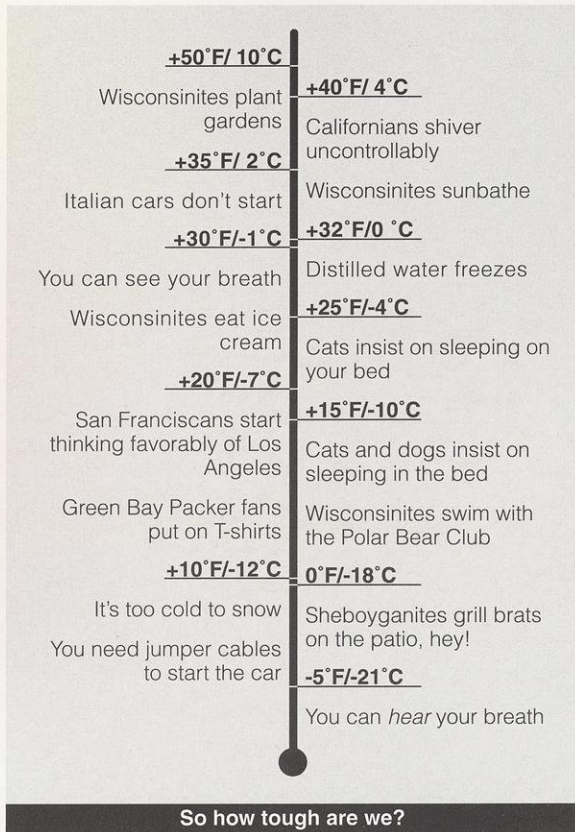 +50˚F/ 10˚C
Wisconsinites plant
gardens
+40˚F/ 4˚C
Californians shiver
uncontrollably
Wisconsinites sunbathe
+35˚F/ 2˚C
Italian cars don't start
+32˚F/0 ˚C
Distilled water freezes
+30˚F/-1˚C
You can see your breath
Wisconsinites eat ice
cream
+25˚F/-4˚C
Cats insist on sleeping on
your bed
+20˚F/-7˚C
San Franciscans start
thinking favorably of Los
Angeles
Green Bay Packer fans
put on T-shirts
+15˚F/-10˚C
Cats and dogs insist on
sleeping in the bed
Wisconsinites swim with
the Polar Bear Club
+10˚F/-12˚C
It's too cold to snow
You need jumper cables
to start the car
0˚F/-18˚C
Sheboyganites grill brats
on the patio, hey!
-5˚F/-21˚C
You can hear your breath
So how tough are we?